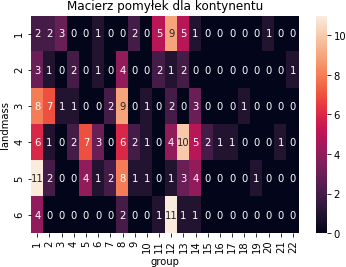 Macierz pomyłek dla kontynentu
landmass
1 2 2 3 0 0 1 0 0 2 0 5 9 5 1 0 0 0 0 0 1 0 0
2 3 1 0 2 0 1 0 4 0 0 2 1 2 0 0 0 0 0 0 0 0 1
3 8 7 1 1 0 0 2 9 0 1 0 2 0 3 0 0 0 1 0 0 0 0
4 6 1 0 2 7 3 0 6 2 1 0 4 10 5 2 1 1 0 0 0 1 0
5 11 2 0 0 4 1 2 8 1 1 0 1 3 4 0 0 0 0 1 0 0 0
6 4 0 0 0 0 0 0 2 0 0 1 11 1 1 0 0 0 0 0 0 0 0
1 2 3 4 5 6 7 8 9 10 11 12 13 14 15 16 17 18 19 20 21 22
group
10
8
6
4
2
0